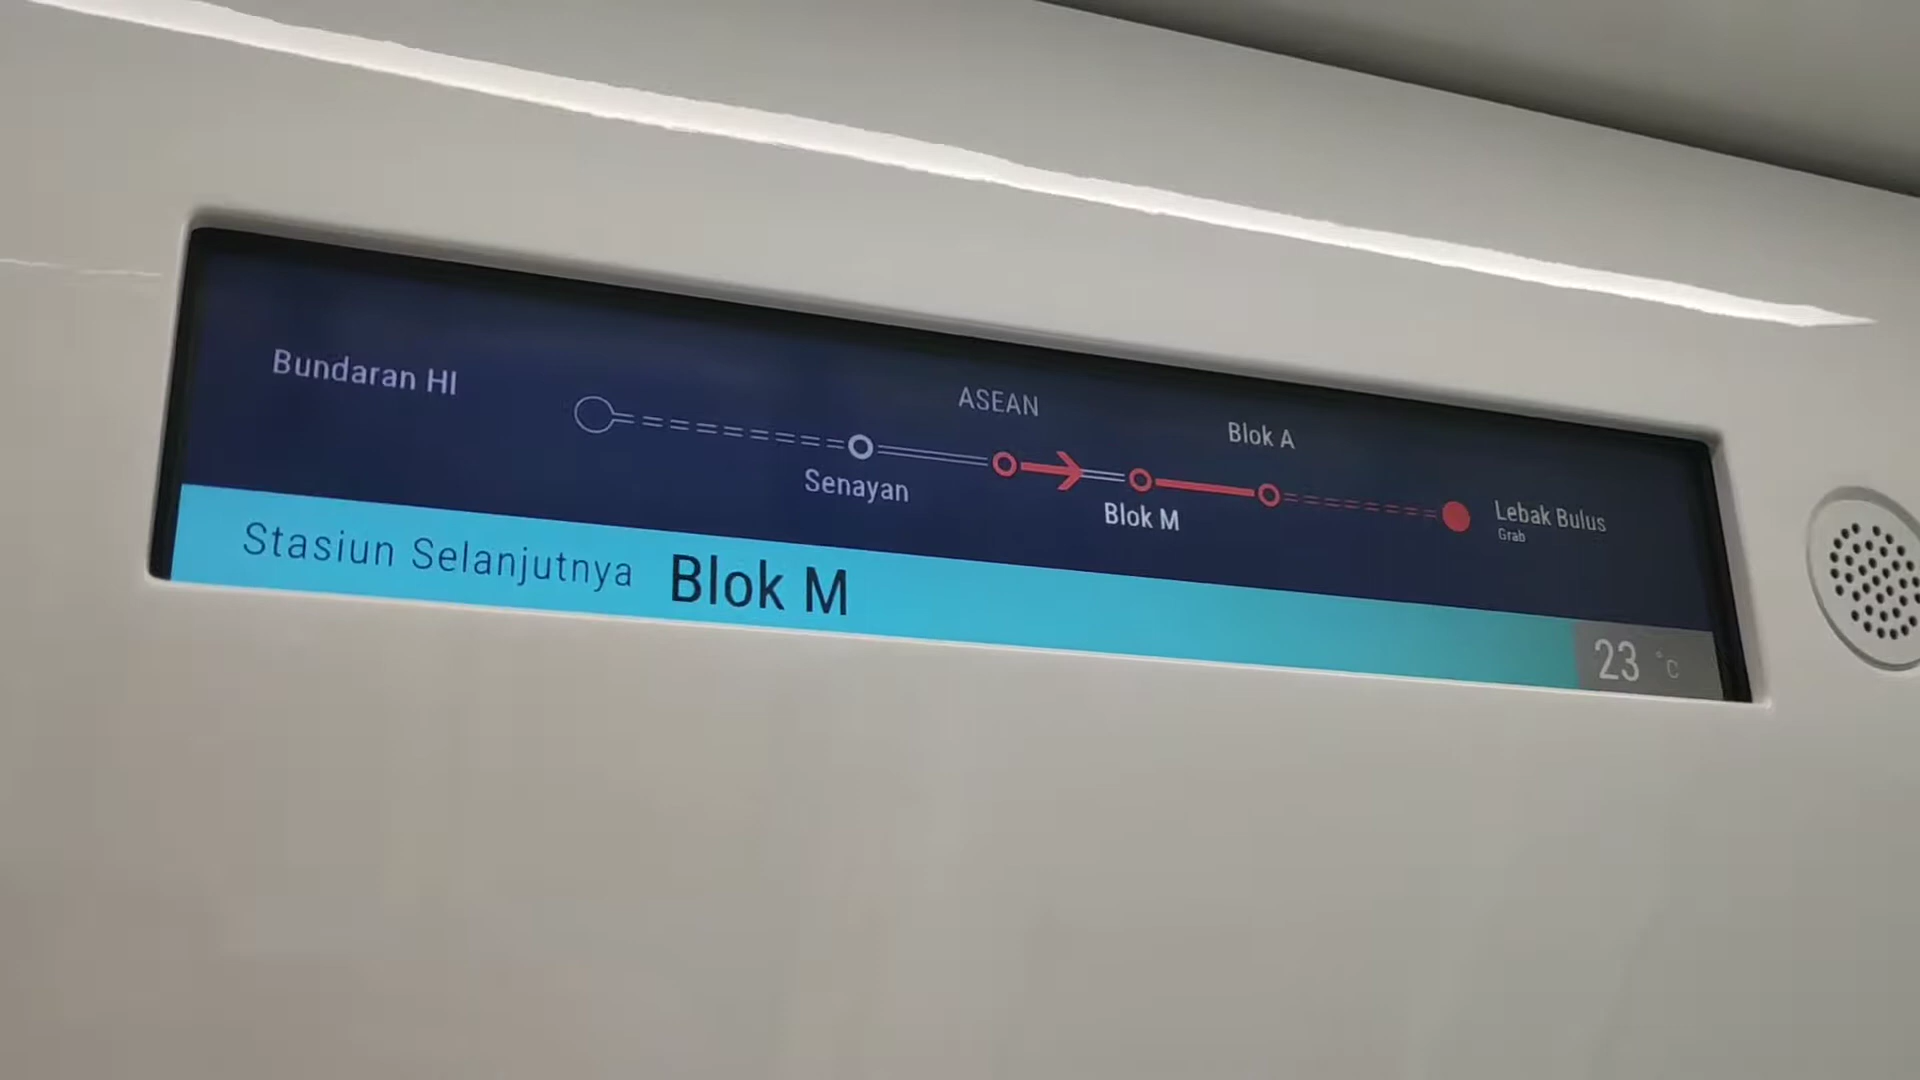 Bundaran HI
ASEAN
Blok A
Senayan
Blok M
Lebak Bulus
Grab
Stasiun Selanjutnya Blok M
23 °C